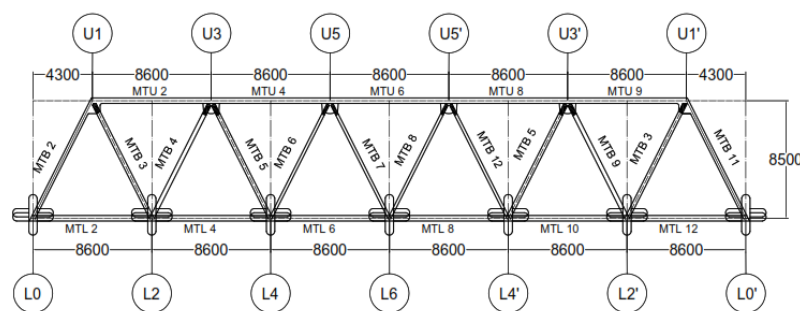 U1 U3 U5 U5' U3' U1'
4300 8600 8600 8600 8600 8600 4300
MTU 2 MTU 4 MTU 6 MTU 8 MTU 9
MTB 2 MTB 3 MTB 4 MTB 5 MTB 6 MTB 7 MTB 8 MTB 12 MTB 5 MTB 9 MTB 3 MTB 11
8500
MTL 2 MTL 4 MTL 6 MTL 8 MTL 10 MTL 12
8600 8600 8600 8600 8600 8600
L0 L2 L4 L6 L4' L2' L0'